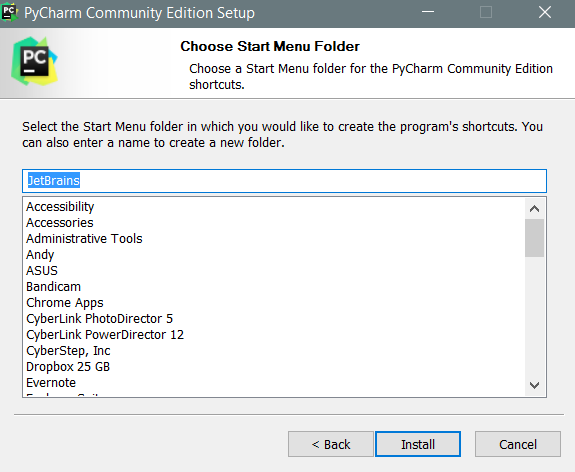 PyCharm Community Edition Setup
PC
Choose Start Menu Folder
Choose a Start Menu folder for the PyCharm Community Edition
shortcuts.
Select the Start Menu folder in which you would like to create the program's shortcuts. You
can also enter a name to create a new folder.
JetBrains
Accessibility
Accessories
Administrative Tools
Andy
ASUS
Bandicam
Chrome Apps
CyberLink PhotoDirector 5
CyberLink PowerDirector 12
CyberStep, Inc
Dropbox 25 GB
Evernote
< Back
Install
Cancel